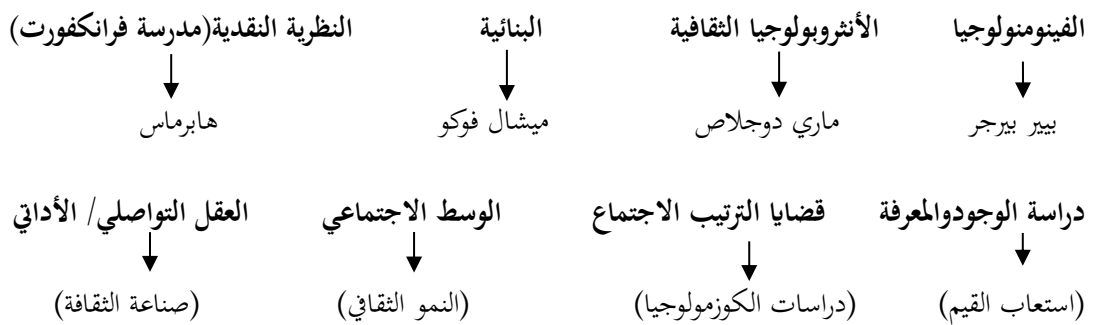 الفينومنولوجيا الأنثروبولوجيا الثقافية البنائية النظرية النقدية(مدرسة فرانكفورت)
بيير بيرجر ماري دوجلاص ميشال فوكو هابرماس
دراسة الوجودوالمعرفة قضايا الترتيب الاجتماع الوسط الاجتماعي العقل التواصلي/ الأداتي
(استعاب القيم) (دراسات الكوزمولوجيا) (النمو الثقافي) (صناعة الثقافة)